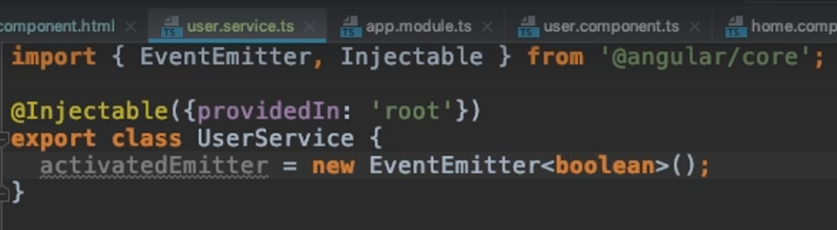 component.html
user.service.ts
app.module.ts
user.component.ts
home.comp
import { EventEmitter, Injectable } from '@angular/core';
@Injectable({providedIn: 'root'})
export class UserService {
activatedEmitter = new EventEmitter<boolean>();
}